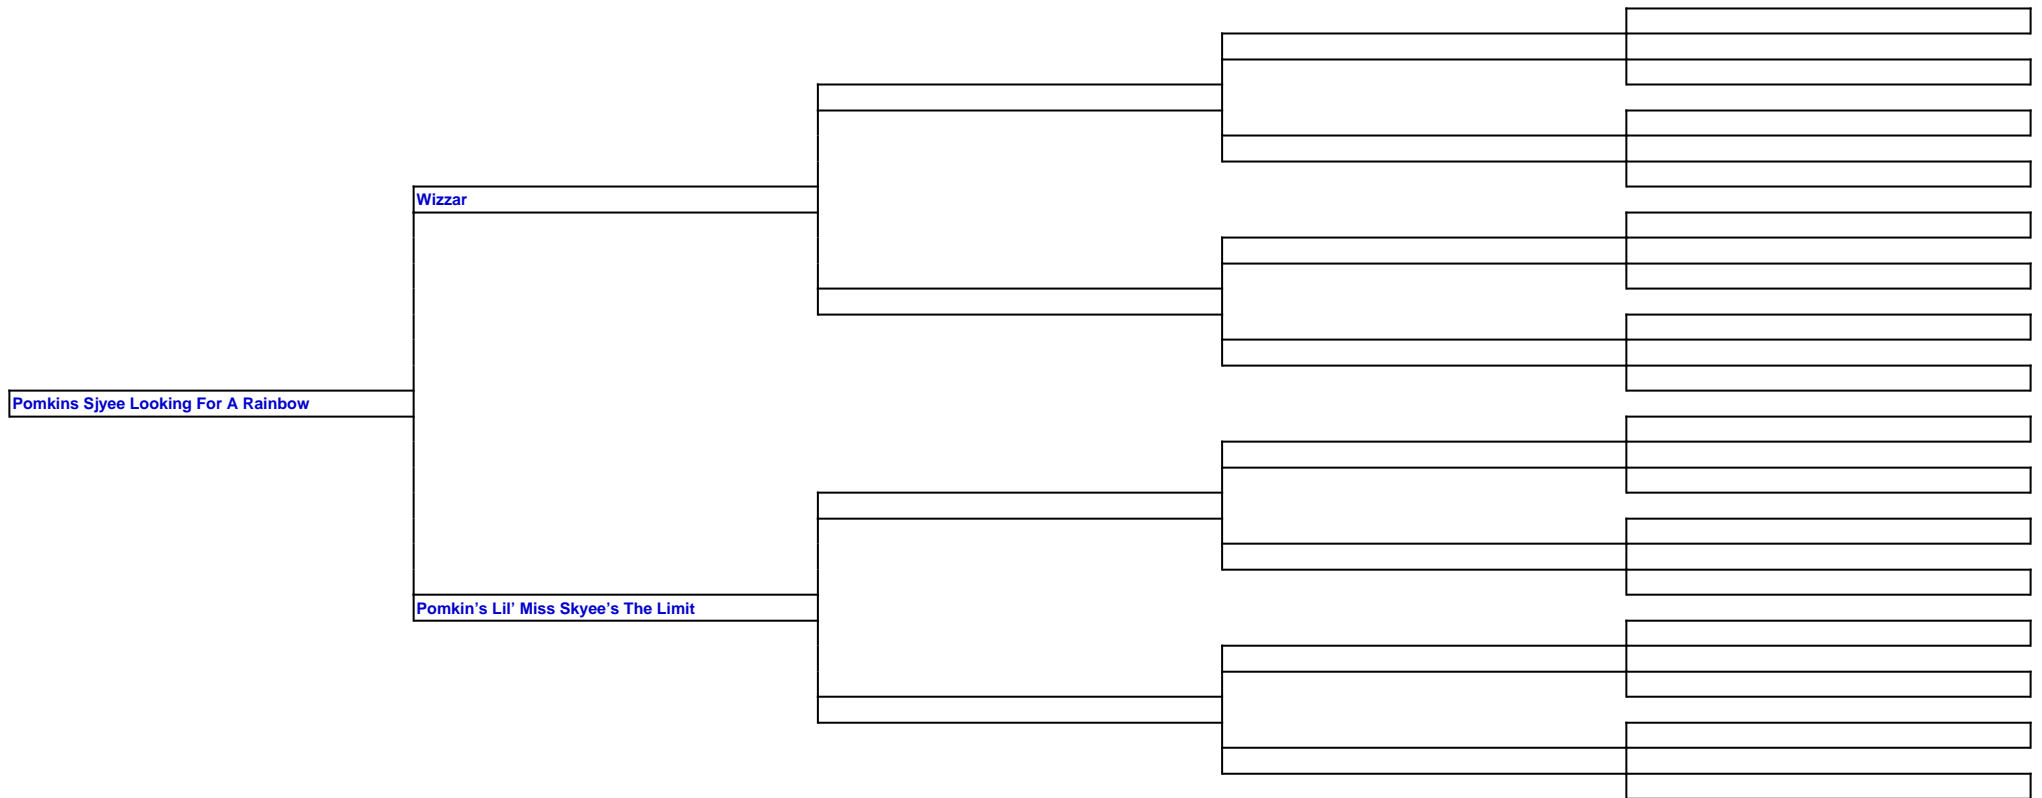 Wizzar
Pomkins Sjyee Looking For A Rainbow
Pomkin’s Lil’ Miss Skyee’s The Limit